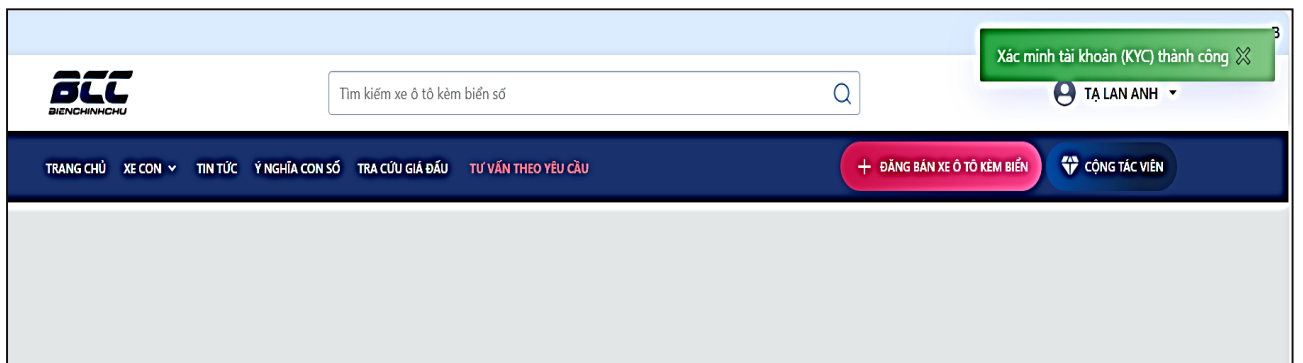 Xác minh tài khoản (KYC) thành công
BCC
BIENCHINHCHU
Tìm kiếm xe ô tô kèm biển số
TẠ LAN ANH
TRANG CHỦ XE CON TIN TỨC Ý NGHĨA CON SỐ TRA CỨU GIÁ ĐẤU TƯ VẤN THEO YÊU CẦU + ĐĂNG BÁN XE Ô TÔ KÈM BIỂN CỘNG TÁC VIÊN